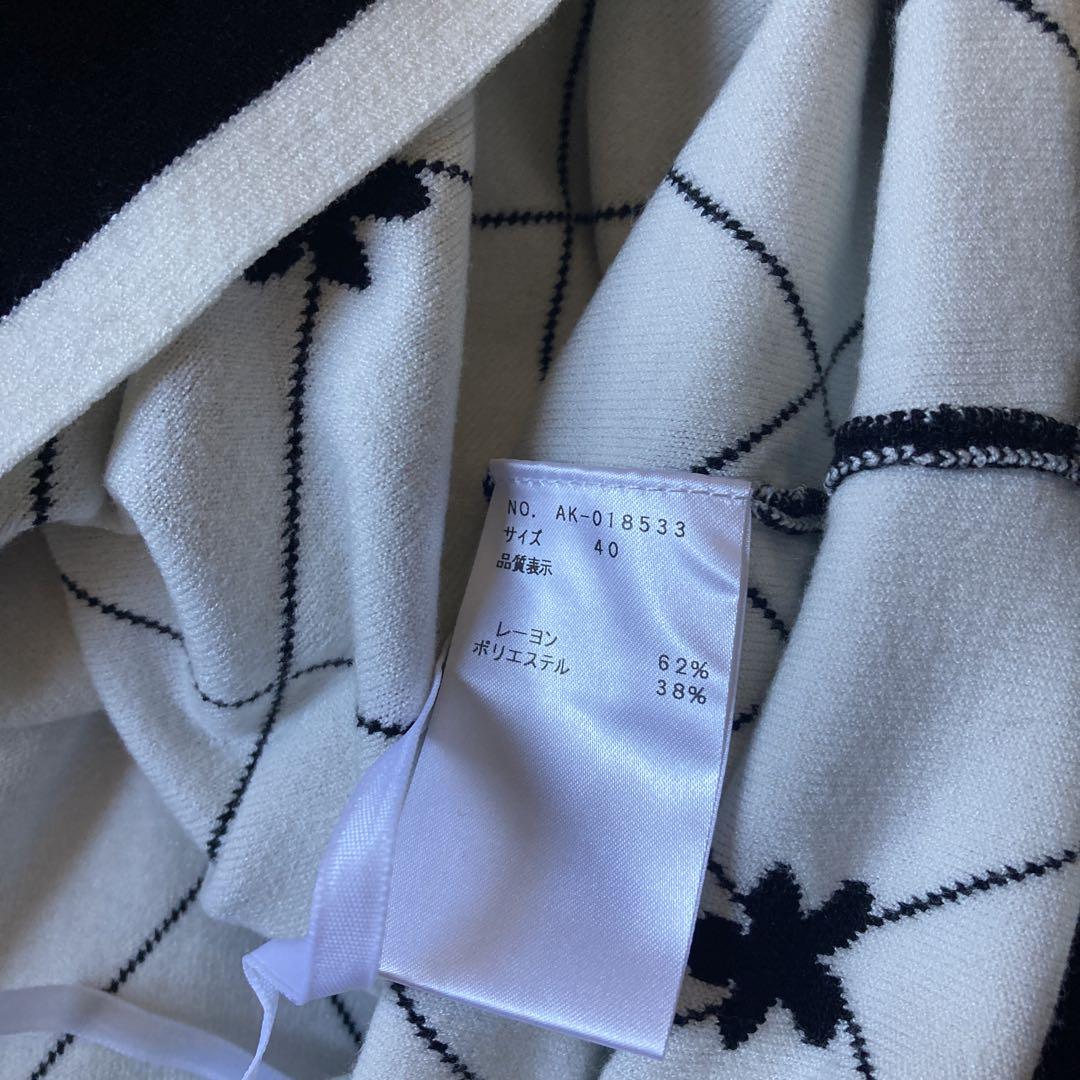 NO. AK-018533
サイズ 40
品質表示
レーヨン 62%
ポリエステル 38%